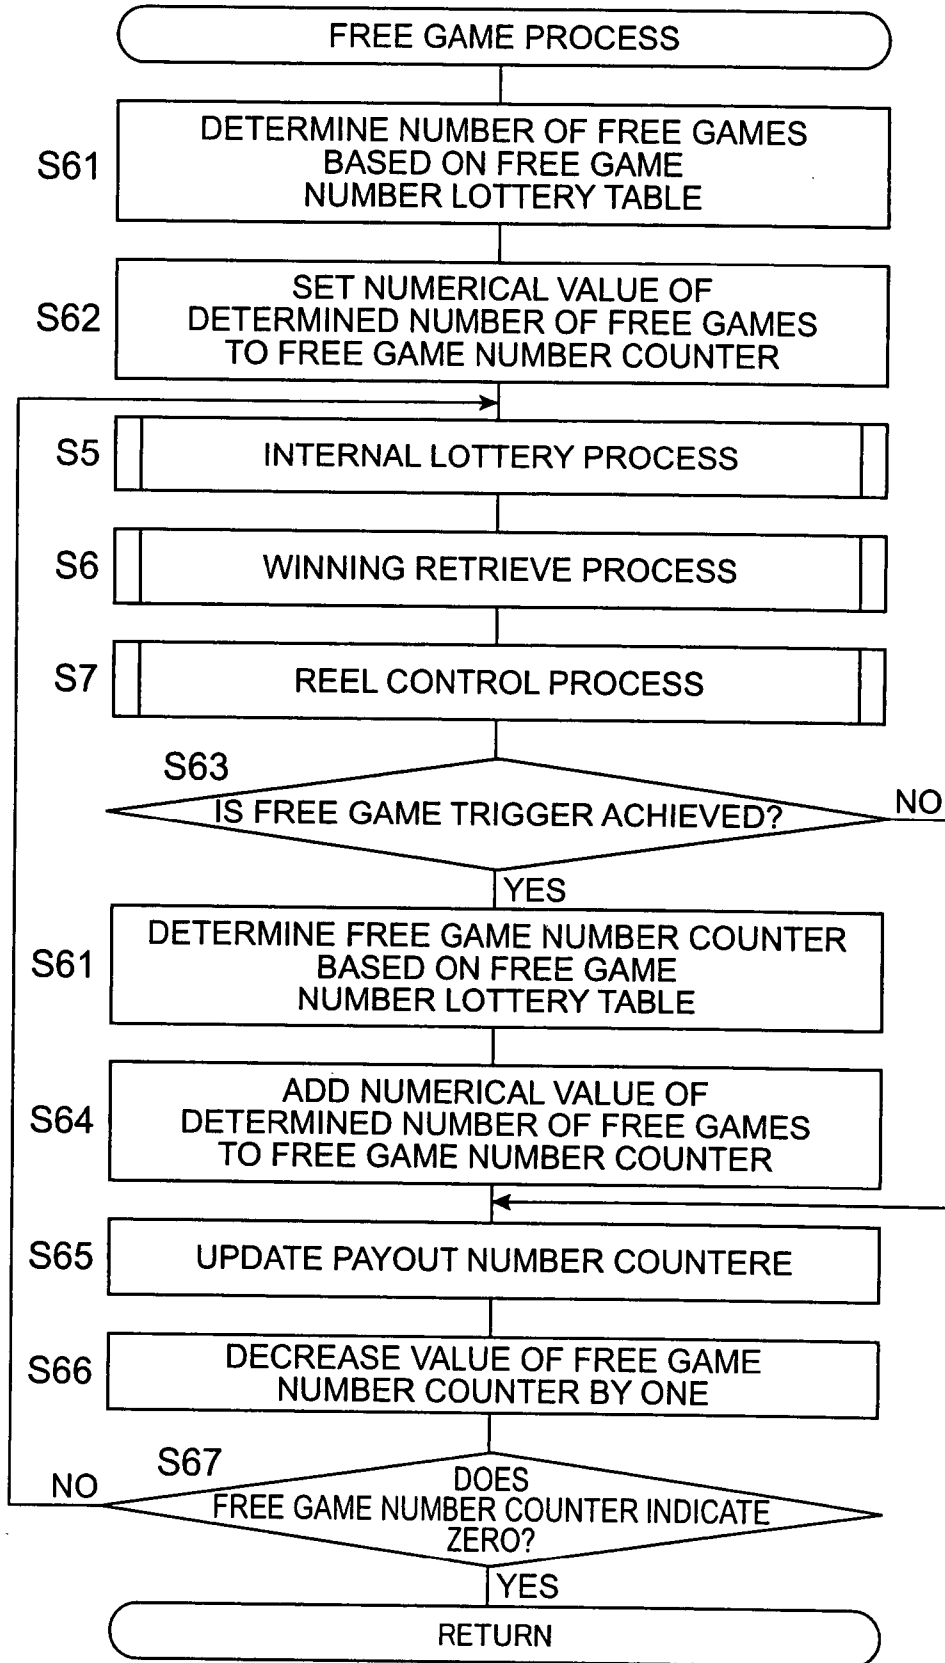 FREE GAME PROCESS
S61
DETERMINE NUMBER OF FREE GAMES
BASED ON FREE GAME
NUMBER LOTTERY TABLE
S62
SET NUMERICAL VALUE OF
DETERMINED NUMBER OF FREE GAMES
TO FREE GAME NUMBER COUNTER
S5
INTERNAL LOTTERY PROCESS
S6
WINNING RETRIEVE PROCESS
S7
REEL CONTROL PROCESS
S63
IS FREE GAME TRIGGER ACHIEVED?
NO
YES
S61
DETERMINE FREE GAME NUMBER COUNTER
BASED ON FREE GAME
NUMBER LOTTERY TABLE
S64
ADD NUMERICAL VALUE OF
DETERMINED NUMBER OF FREE GAMES
TO FREE GAME NUMBER COUNTER
S65
UPDATE PAYOUT NUMBER COUNTERE
S66
DECREASE VALUE OF FREE GAME
NUMBER COUNTER BY ONE
S67
NO
DOES
FREE GAME NUMBER COUNTER INDICATE
ZERO?
YES
RETURN